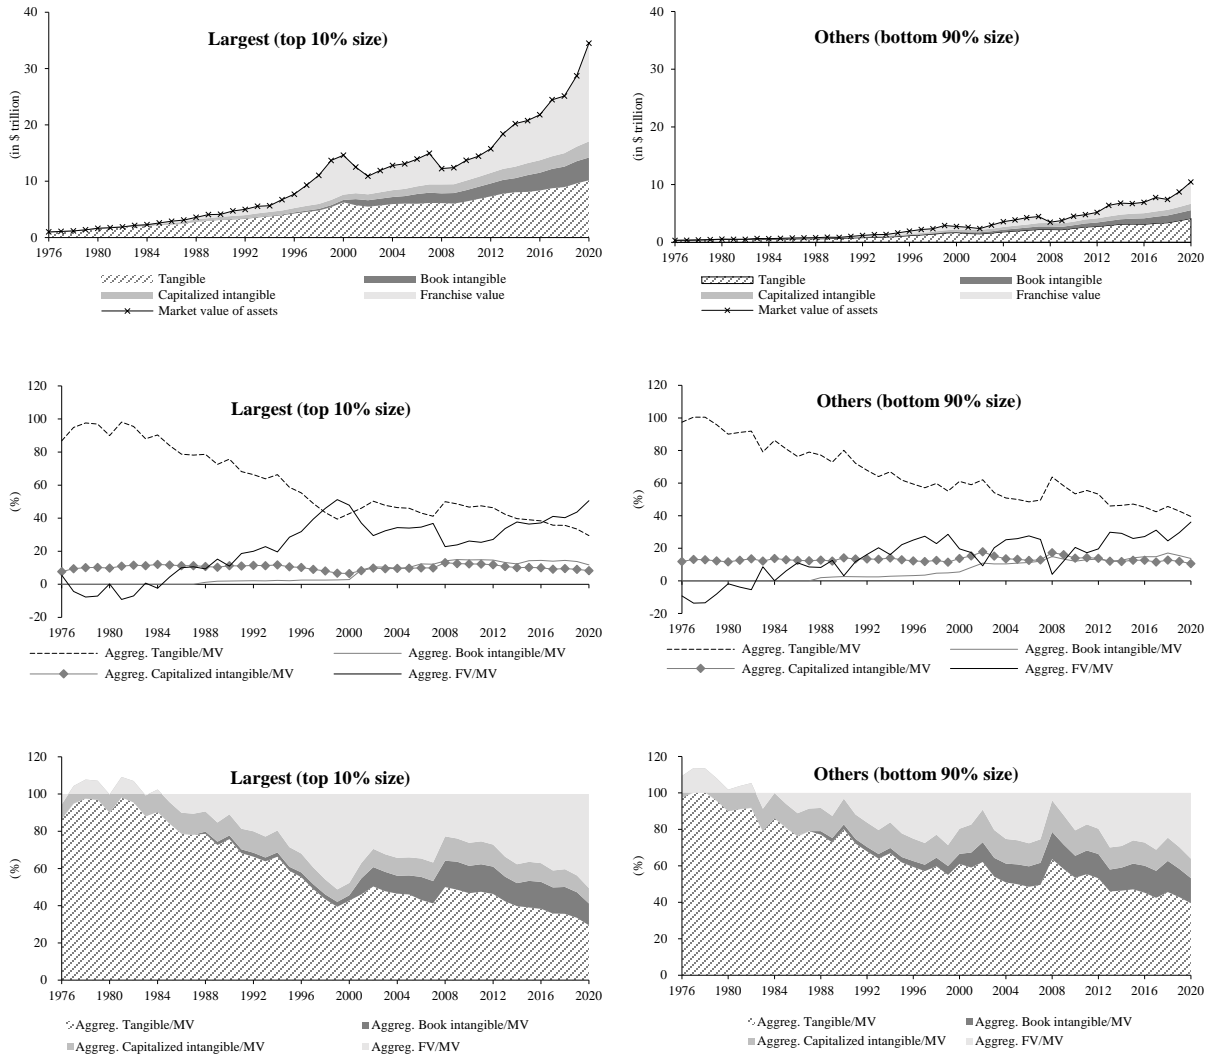 Largest (top 10% size)
(in $ trillion)
40
30
20
10
0
1976 1980 1984 1988 1992 1996 2000 2004 2008 2012 2016 2020
Tangible Book intangible
Capitalized intangible Franchise value
Market value of assets
Others (bottom 90% size)
(in $ trillion)
40
30
20
10
0
1976 1980 1984 1988 1992 1996 2000 2004 2008 2012 2016 2020
Tangible Book intangible
Capitalized intangible Franchise value
Market value of assets
Largest (top 10% size)
(%)
120
100
80
60
40
20
0
-20
1976 1980 1984 1988 1992 1996 2000 2004 2008 2012 2016 2020
Aggreg. Tangible/MV Aggreg. Book intangible/MV
Aggreg. Capitalized intangible/MV Aggreg. FV/MV
Others (bottom 90% size)
(%)
120
100
80
60
40
20
0
-20
1976 1980 1984 1988 1992 1996 2000 2004 2008 2012 2016 2020
Aggreg. Tangible/MV Aggreg. Book intangible/MV
Aggreg. Capitalized intangible/MV Aggreg. FV/MV
Largest (top 10% size)
(%)
120
100
80
60
40
20
0
1976 1980 1984 1988 1992 1996 2000 2004 2008 2012 2016 2020
Aggreg. Tangible/MV Aggreg. Book intangible/MV
Aggreg. Capitalized intangible/MV Aggreg. FV/MV
Others (bottom 90% size)
(%)
120
100
80
60
40
20
0
1976 1980 1984 1988 1992 1996 2000 2004 2008 2012 2016 2020
Aggreg. Tangible/MV Aggreg. Book intangible/MV
Aggreg. Capitalized intangible/MV Aggreg. FV/MV